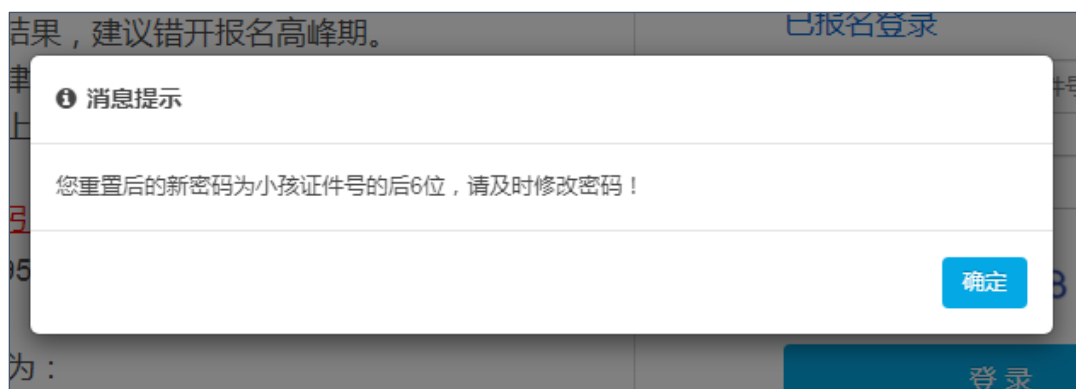 结果，建议错开报名高峰期。
已报名登录
消息提示
您重置后的新密码为小孩证件号的后6位，请及时修改密码！
确定
为：
登 录